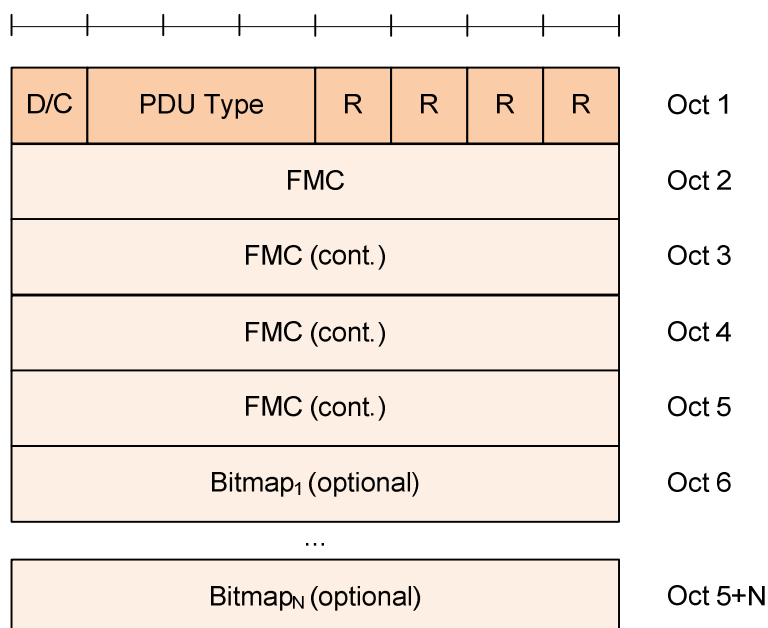 D/C PDU Type R R R R Oct 1
FMC Oct 2
FMC (cont.) Oct 3
FMC (cont.) Oct 4
FMC (cont.) Oct 5
Bitmap₁ (optional) Oct 6
...
Bitmap_N (optional) Oct 5+N